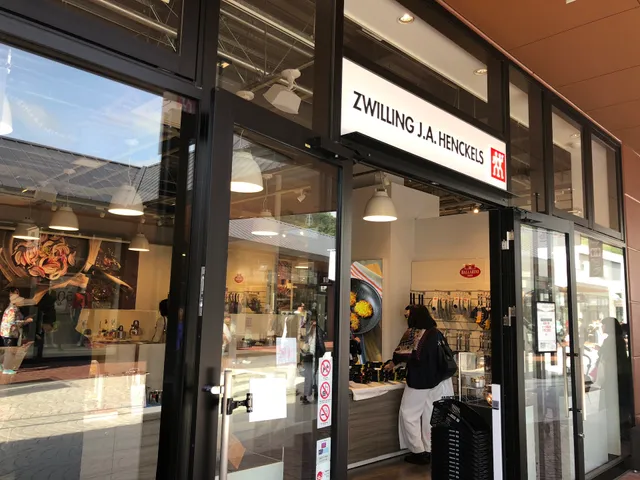 ZWILLING J.A. HENCKELS
BALLARINI